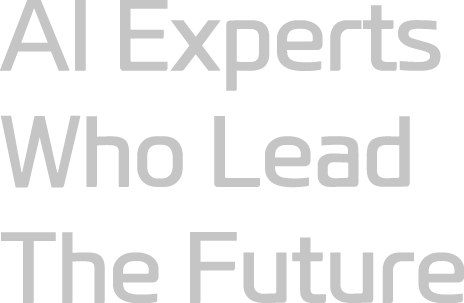 AI Experts
Who Lead
The Future